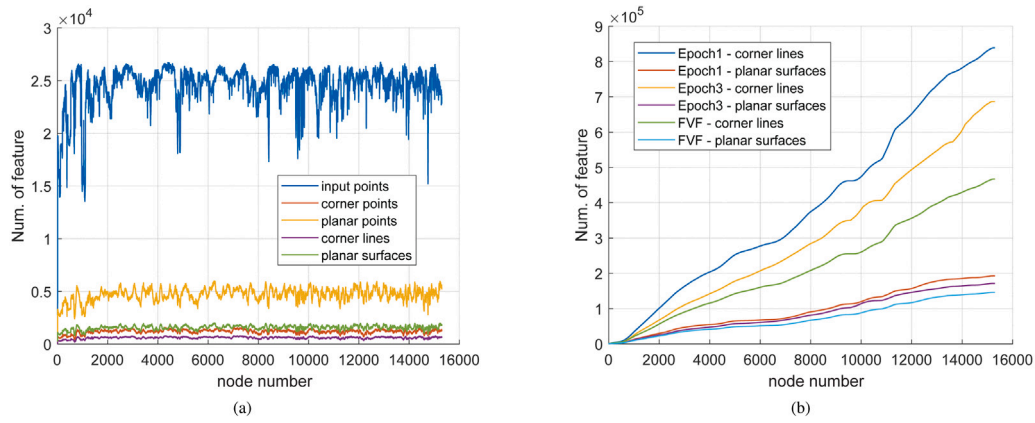 ×10⁴
3
2.5
2
1.5
1
0.5
0
Num. of feature
input points
corner points
planar points
corner lines
planar surfaces
0 2000 4000 6000 8000 10000 12000 14000 16000
node number
(a)
×10⁵
9
8
7
6
5
4
3
2
1
0
Num. of feature
Epoch1 - corner lines
Epoch1 - planar surfaces
Epoch3 - corner lines
Epoch3 - planar surfaces
FVF - corner lines
FVF - planar surfaces
0 2000 4000 6000 8000 10000 12000 14000 16000
node number
(b)